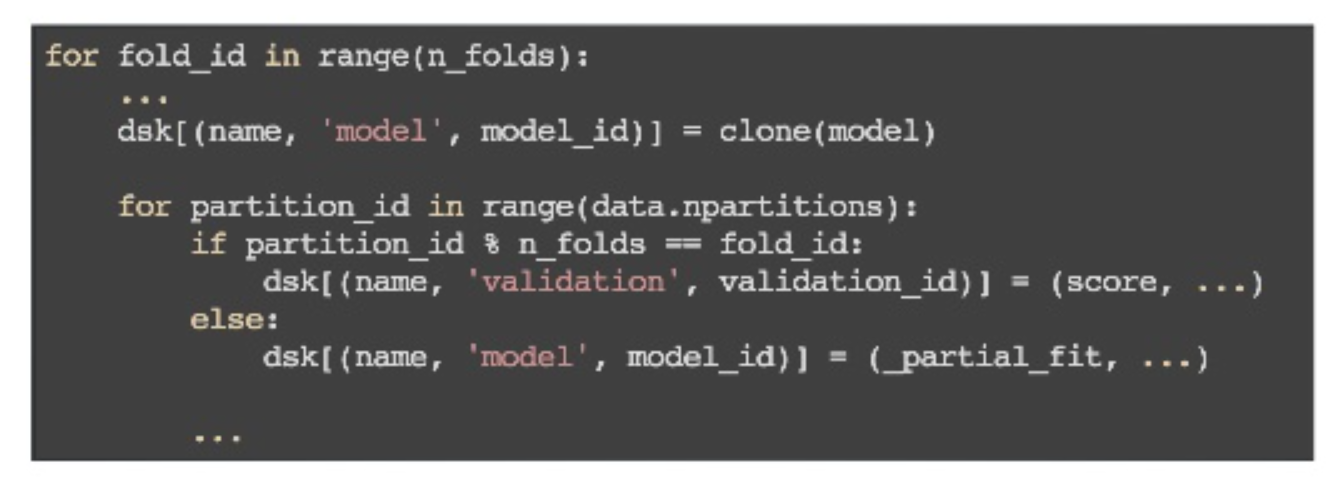 for fold_id in range(n_folds):
    ...
    dsk[(name, 'model', model_id)] = clone(model)
    for partition_id in range(data.npartitions):
        if partition_id % n_folds == fold_id:
            dsk[(name, 'validation', validation_id)] = (score, ...)
        else:
            dsk[(name, 'model', model_id)] = (_partial_fit, ...)
        ...